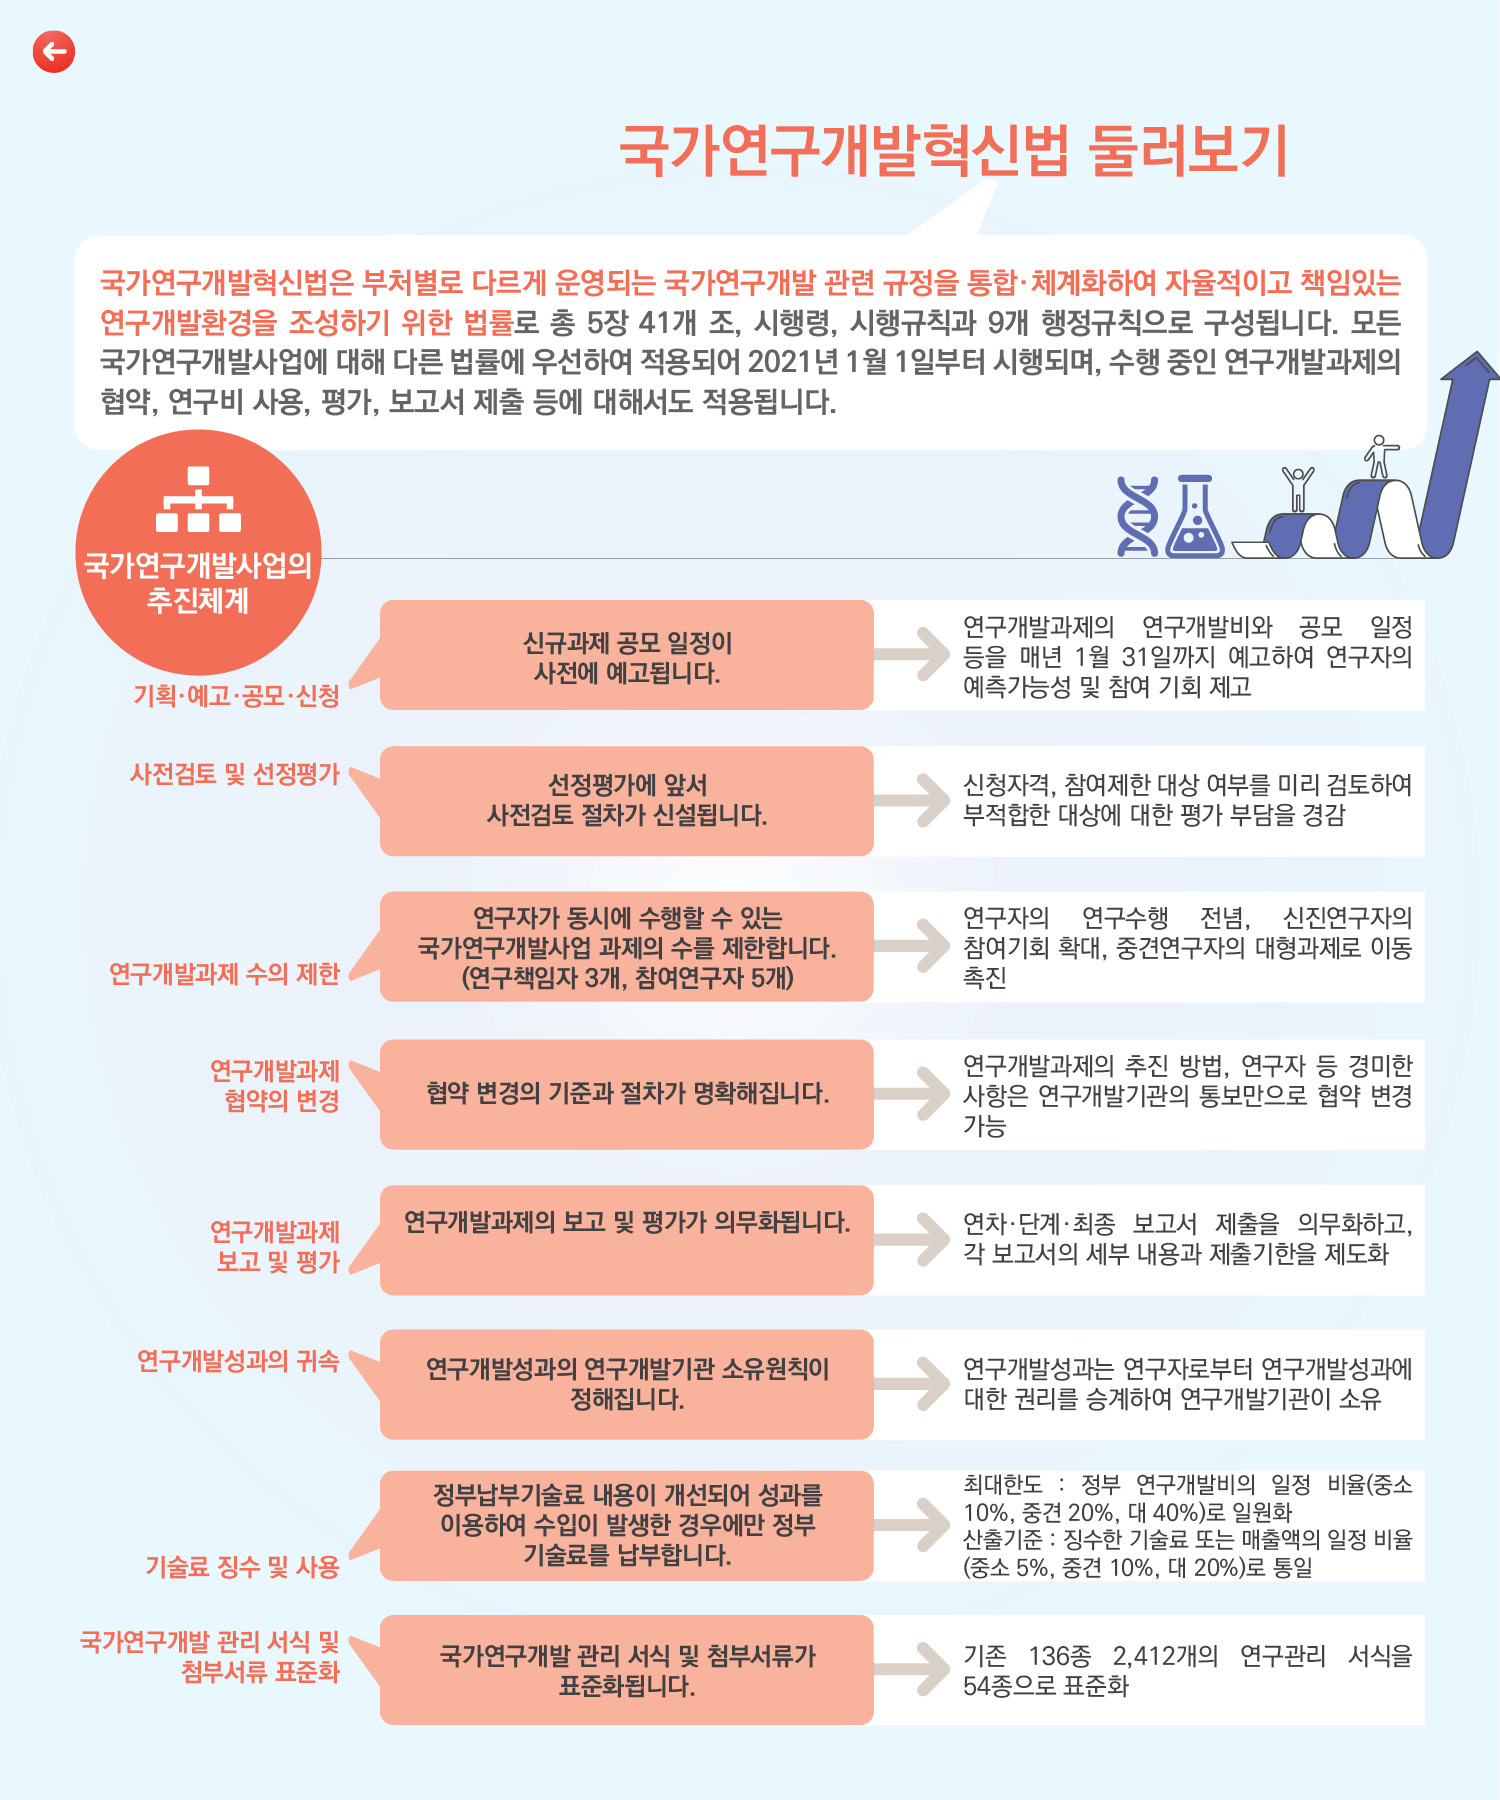 국가연구개발혁신법 둘러보기
국가연구개발혁신법은 부처별로 다르게 운영되는 국가연구개발 관련 규정을 통합·체계화하여 자율적이고 책임있는
연구개발환경을 조성하기 위한 법률로 총 5장 41개 조, 시행령, 시행규칙과 9개 행정규칙으로 구성됩니다. 모든
국가연구개발사업에 대해 다른 법률에 우선하여 적용되어 2021년 1월 1일부터 시행되며, 수행 중인 연구개발과제의
협약, 연구비 사용, 평가, 보고서 제출 등에 대해서도 적용됩니다.
국가연구개발사업의
추진체계
기획·예고·공모·신청
신규과제 공모 일정이
사전에 예고됩니다.
연구개발과제의 연구개발비와 공모 일정
등을 매년 1월 31일까지 예고하여 연구자의
예측가능성 및 참여 기회 제고
사전검토 및 선정평가
선정평가에 앞서
사전검토 절차가 신설됩니다.
신청자격, 참여제한 대상 여부를 미리 검토하여
부적합한 대상에 대한 평가 부담을 경감
연구개발과제 수의 제한
연구자가 동시에 수행할 수 있는
국가연구개발사업 과제의 수를 제한합니다.
(연구책임자 3개, 참여연구자 5개)
연구자의 연구수행 전념, 신진연구자의
참여기회 확대, 중견연구자의 대형과제로 이동
촉진
연구개발과제
협약의 변경
협약 변경의 기준과 절차가 명확해집니다.
연구개발과제의 추진 방법, 연구자 등 경미한
사항은 연구개발기관의 통보만으로 협약 변경
가능
연구개발과제
보고 및 평가
연구개발과제의 보고 및 평가가 의무화됩니다.
연차·단계·최종 보고서 제출을 의무화하고,
각 보고서의 세부 내용과 제출기한을 제도화
연구개발성과의 귀속
연구개발성과의 연구개발기관 소유원칙이
정해집니다.
연구개발성과는 연구자로부터 연구개발성과에
대한 권리를 승계하여 연구개발기관이 소유
기술료 징수 및 사용
정부납부기술료 내용이 개선되어 성과를
이용하여 수입이 발생한 경우에만 정부
기술료를 납부합니다.
최대한도 : 정부 연구개발비의 일정 비율(중소
10%, 중견 20%, 대 40%)로 일원화
산출기준 : 징수한 기술료 또는 매출액의 일정 비율
(중소 5%, 중견 10%, 대 20%)로 통일
국가연구개발 관리 서식 및
첨부서류 표준화
국가연구개발 관리 서식 및 첨부서류가
표준화됩니다.
기존 136종 2,412개의 연구관리 서식을
54종으로 표준화